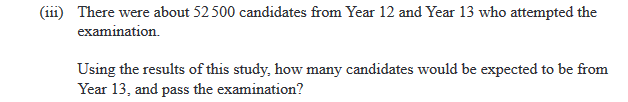 (iii) There were about 52 500 candidates from Year 12 and Year 13 who attempted the
examination.
Using the results of this study, how many candidates would be expected to be from
Year 13, and pass the examination?